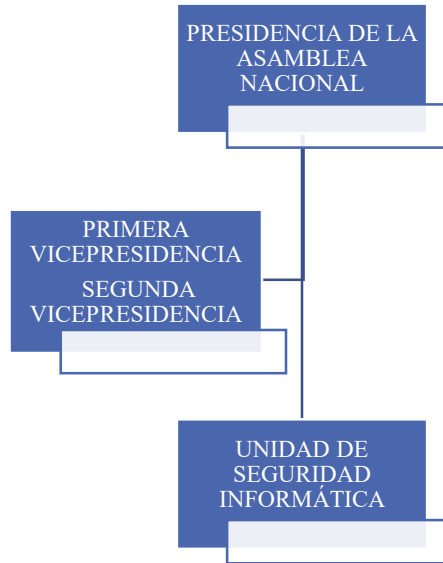 PRESIDENCIA DE LA
ASAMBLEA
NACIONAL
PRIMERA
VICEPRESIDENCIA
SEGUNDA
VICEPRESIDENCIA
UNIDAD DE
SEGURIDAD
INFORMÁTICA